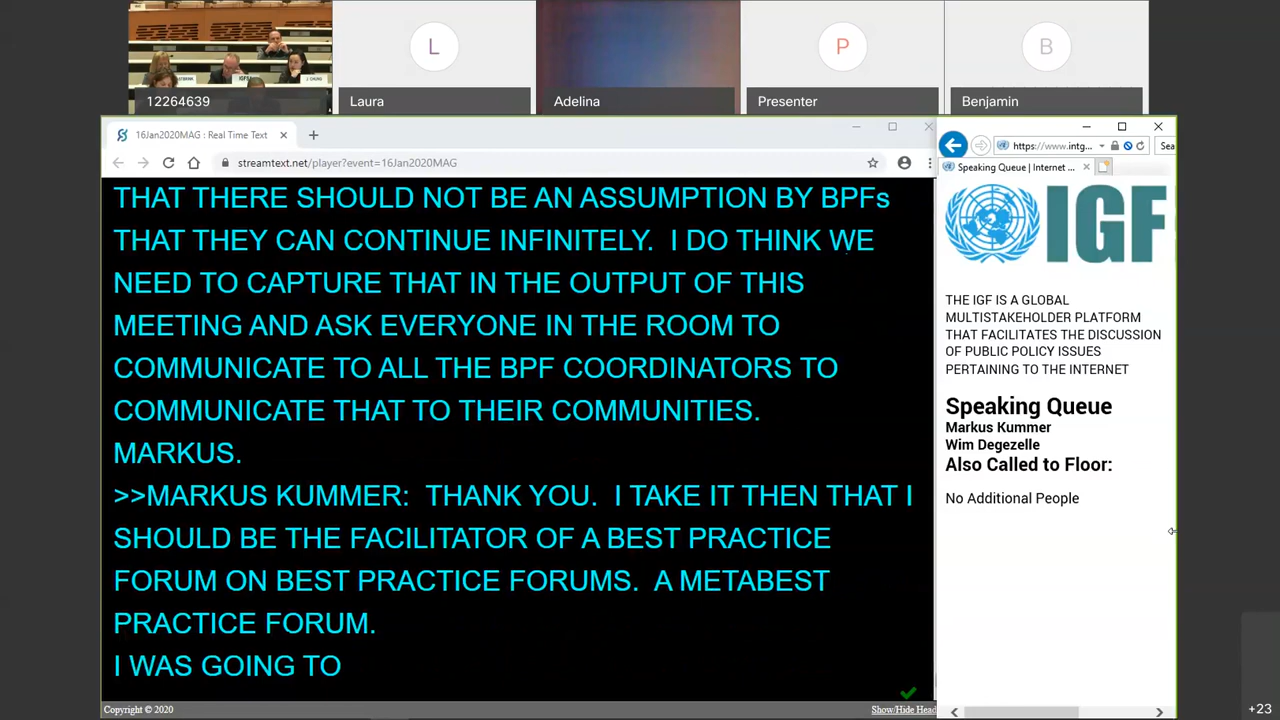 L
P
B
12264639
Laura
Adelina
Presenter
Benjamin
16Jan2020MAG : Real Time Text
streamtext.net/player?event=16Jan2020MAG
THAT THERE SHOULD NOT BE AN ASSUMPTION BY BPFs
THAT THEY CAN CONTINUE INFINITELY.  I DO THINK WE
NEED TO CAPTURE THAT IN THE OUTPUT OF THIS
MEETING AND ASK EVERYONE IN THE ROOM TO
COMMUNICATE TO ALL THE BPF COORDINATORS TO
COMMUNICATE THAT TO THEIR COMMUNITIES.
MARKUS.
>>MARKUS KUMMER:  THANK YOU.  I TAKE IT THEN THAT I
SHOULD BE THE FACILITATOR OF A BEST PRACTICE
FORUM ON BEST PRACTICE FORUMS.  A METABEST
PRACTICE FORUM.
I WAS GOING TO
Copyright © 2020
Show/Hide Head
https://www.intg...
Sea
Speaking Queue | Internet ...
IGF
THE IGF IS A GLOBAL
MULTISTAKEHOLDER PLATFORM
THAT FACILITATES THE DISCUSSION
OF PUBLIC POLICY ISSUES
PERTAINING TO THE INTERNET
Speaking Queue
Markus Kummer
Wim Degezelle
Also Called to Floor:
No Additional People
+23